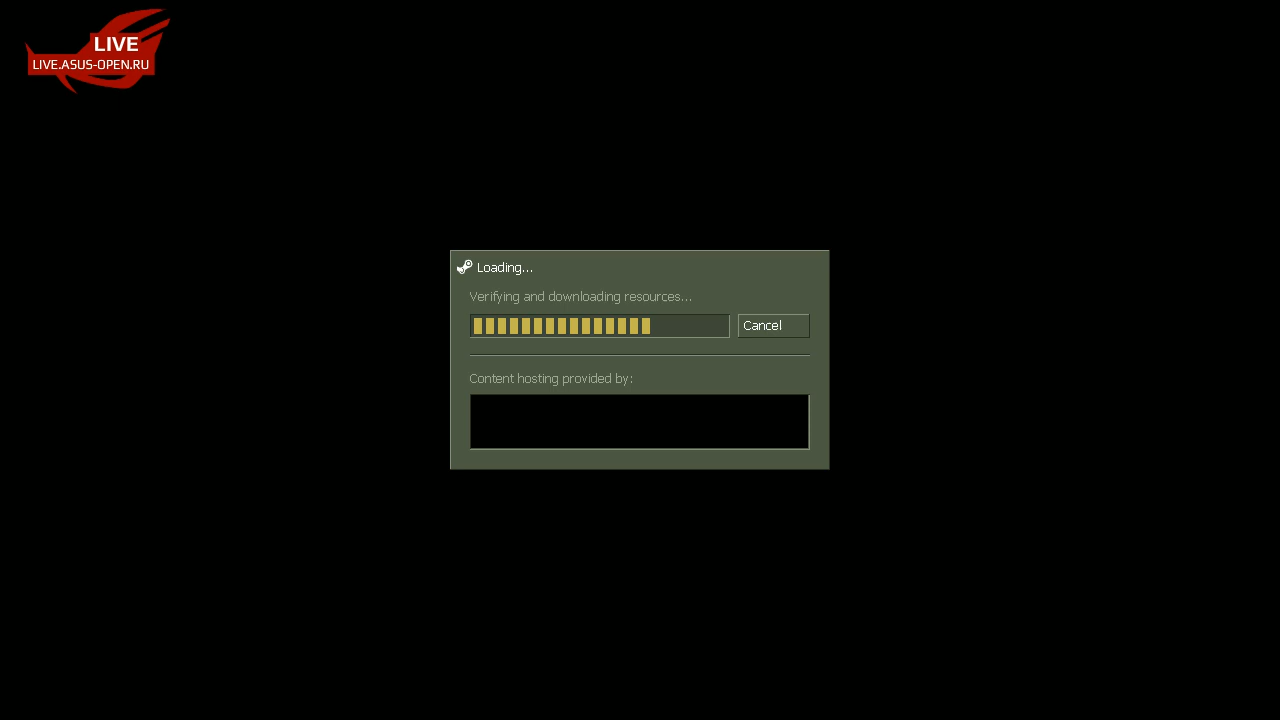 LIVE
LIVE.ASUS-OPEN.RU
Loading...
Verifying and downloading resources...
Cancel
Content hosting provided by: